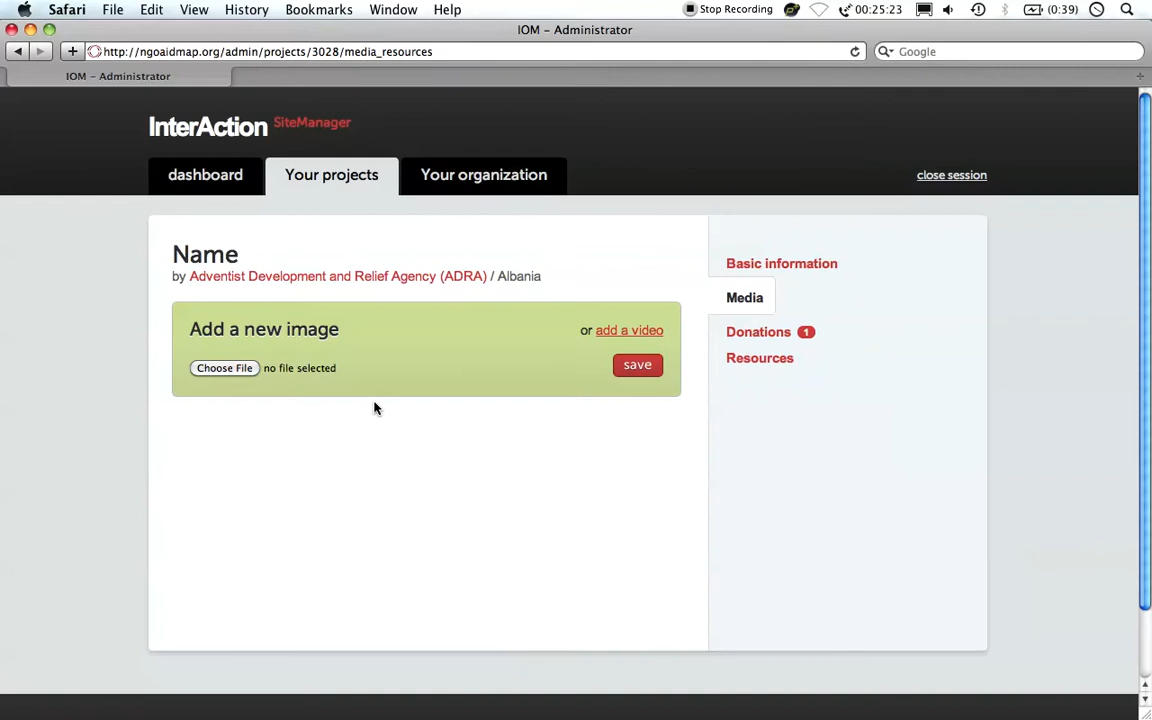 Safari File Edit View History Bookmarks Window Help Stop Recording 00:25:23 (0:39)
IOM – Administrator
http://ngoaidmap.org/admin/projects/3028/media_resources Google
IOM – Administrator
InterAction SiteManager
dashboard Your projects Your organization close session
Name
by Adventist Development and Relief Agency (ADRA) / Albania
Add a new image or add a video
Choose File no file selected save
Basic information
Media
Donations 1
Resources